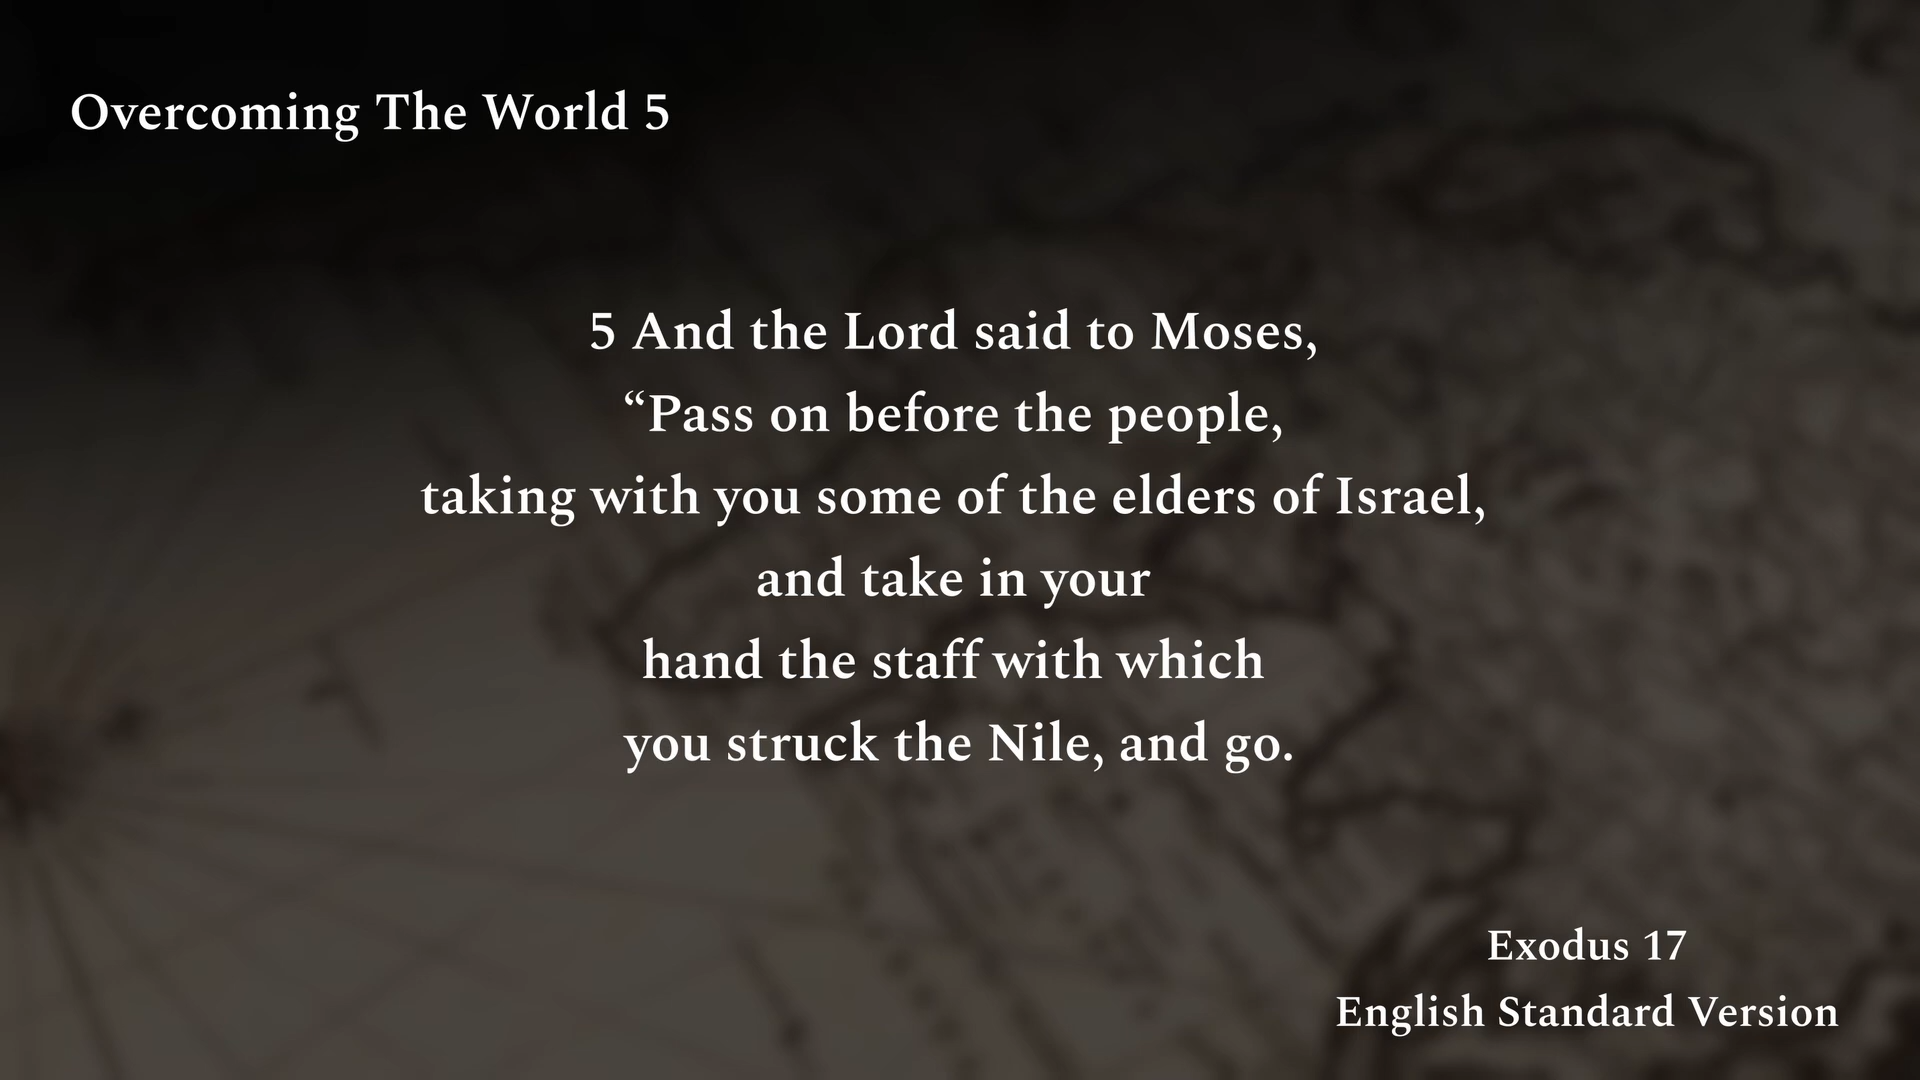 Overcoming The World 5
5 And the Lord said to Moses,
“Pass on before the people,
taking with you some of the elders of Israel,
and take in your
hand the staff with which
you struck the Nile, and go.
Exodus 17
English Standard Version